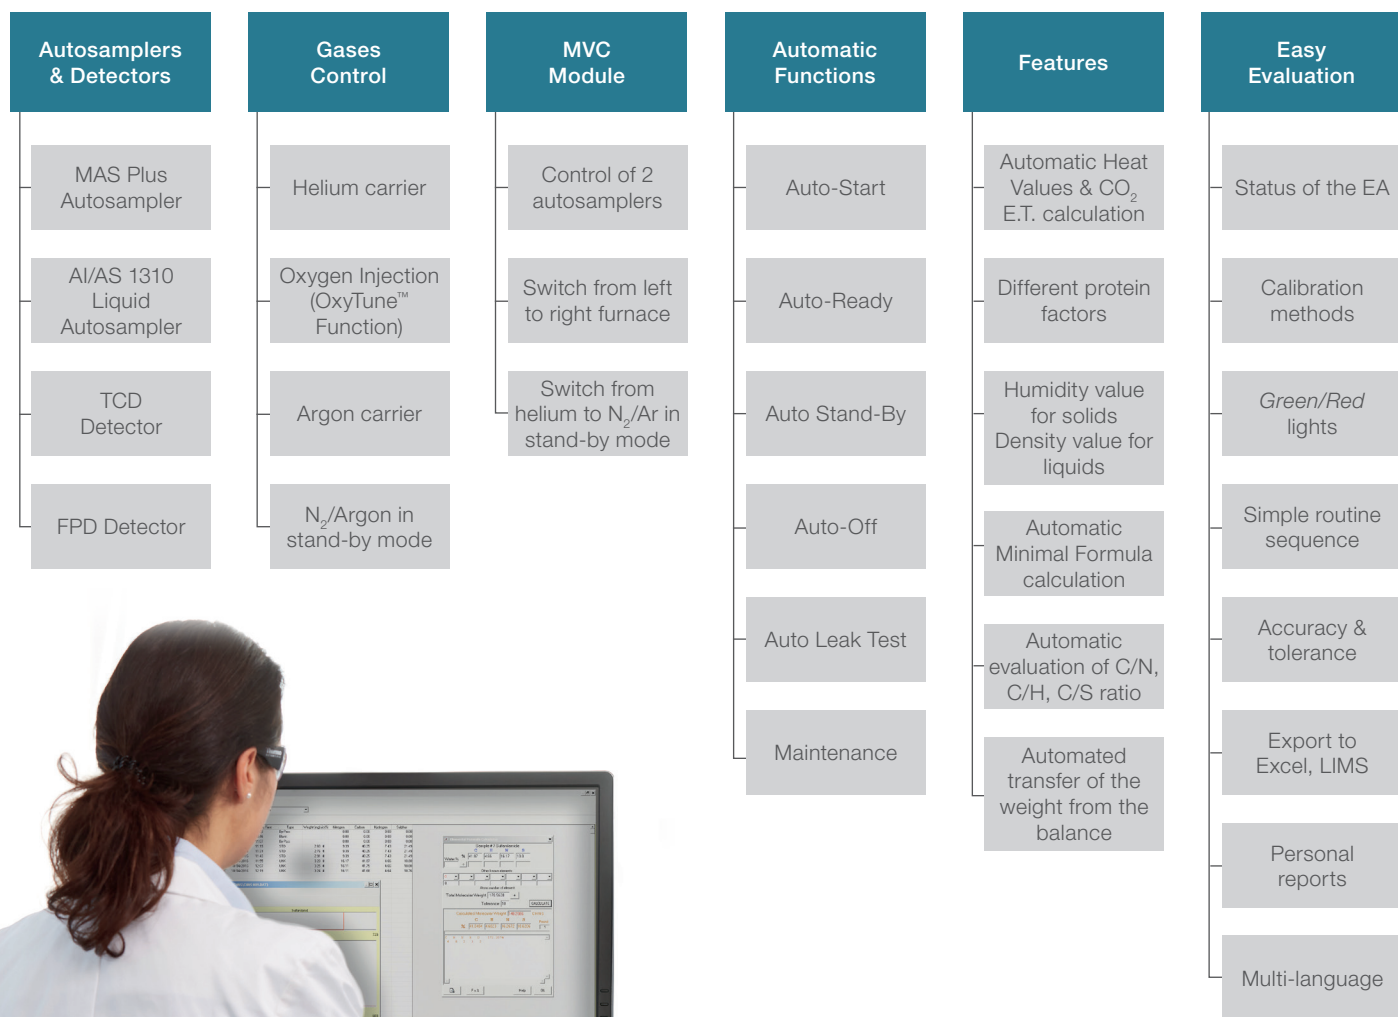 Autosamplers
& Detectors
MAS Plus
Autosampler
AI/AS 1310
Liquid
Autosampler
TCD
Detector
FPD Detector
Gases
Control
Helium carrier
Oxygen Injection
(OxyTune™
Function)
Argon carrier
N₂/Argon in
stand-by mode
MVC
Module
Control of 2
autosamplers
Switch from left
to right furnace
Switch from
helium to N₂/Ar in
stand-by mode
Automatic
Functions
Auto-Start
Auto-Ready
Auto Stand-By
Auto-Off
Auto Leak Test
Maintenance
Features
Automatic Heat
Values & CO₂
E.T. calculation
Different protein
factors
Humidity value
for solids
Density value for
liquids
Automatic
Minimal Formula
calculation
Automatic
evaluation of C/N,
C/H, C/S ratio
Automated
transfer of the
weight from the
balance
Easy
Evaluation
Status of the EA
Calibration
methods
Green/Red
lights
Simple routine
sequence
Accuracy &
tolerance
Export to
Excel, LIMS
Personal
reports
Multi-language